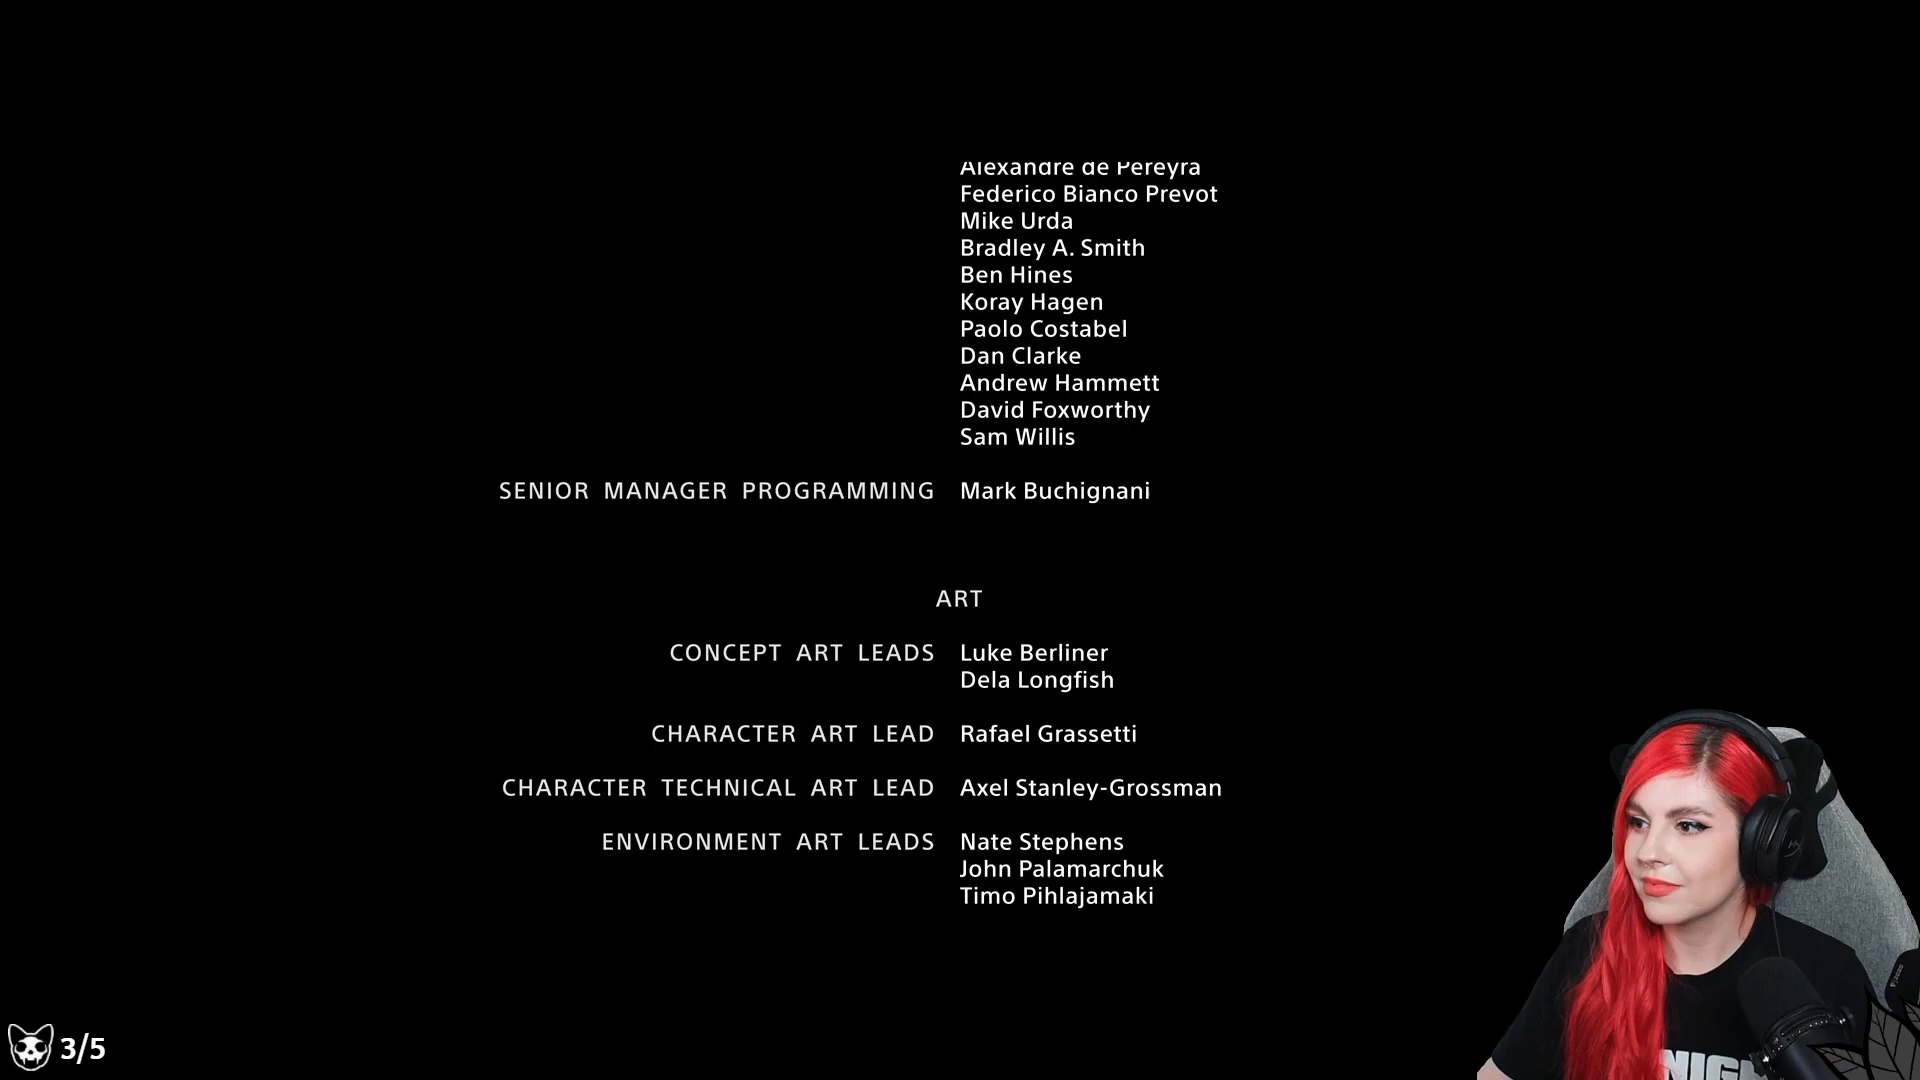 Alexandre de Pereyra
Federico Bianco Prevot
Mike Urda
Bradley A. Smith
Ben Hines
Koray Hagen
Paolo Costabel
Dan Clarke
Andrew Hammett
David Foxworthy
Sam Willis
SENIOR MANAGER PROGRAMMING Mark Buchignani
ART
CONCEPT ART LEADS Luke Berliner
Dela Longfish
CHARACTER ART LEAD Rafael Grassetti
CHARACTER TECHNICAL ART LEAD Axel Stanley-Grossman
ENVIRONMENT ART LEADS Nate Stephens
John Palamarchuk
Timo Pihlajamaki
3/5